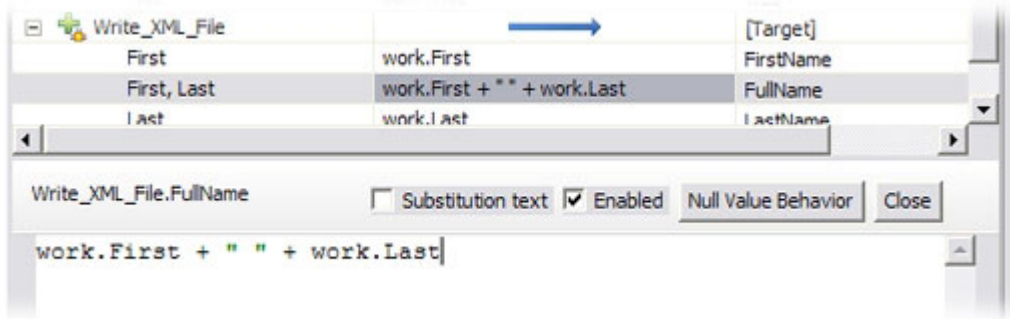 Write_XML_File [Target]
First work.First FirstName
First, Last work.First + " " + work.Last FullName
Last work.Last LastName
Write_XML_File.FullName Substitution text Enabled Null Value Behavior Close
work.First + " " + work.Last